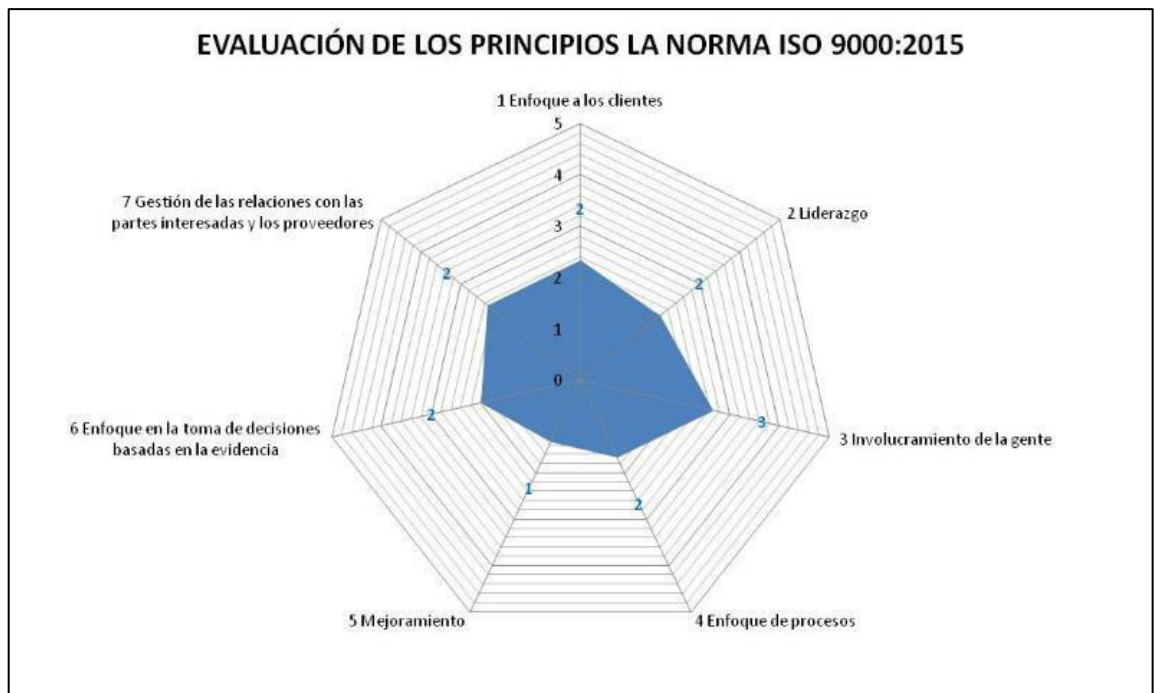 EVALUACIÓN DE LOS PRINCIPIOS LA NORMA ISO 9000:2015
1 Enfoque a los clientes
5
4
2
3
2
1
0
2 Liderazgo
2
3 Involucramiento de la gente
3
4 Enfoque de procesos
2
5 Mejoramiento
1
6 Enfoque en la toma de decisiones
basadas en la evidencia
2
7 Gestión de las relaciones con las
partes interesadas y los proveedores
2